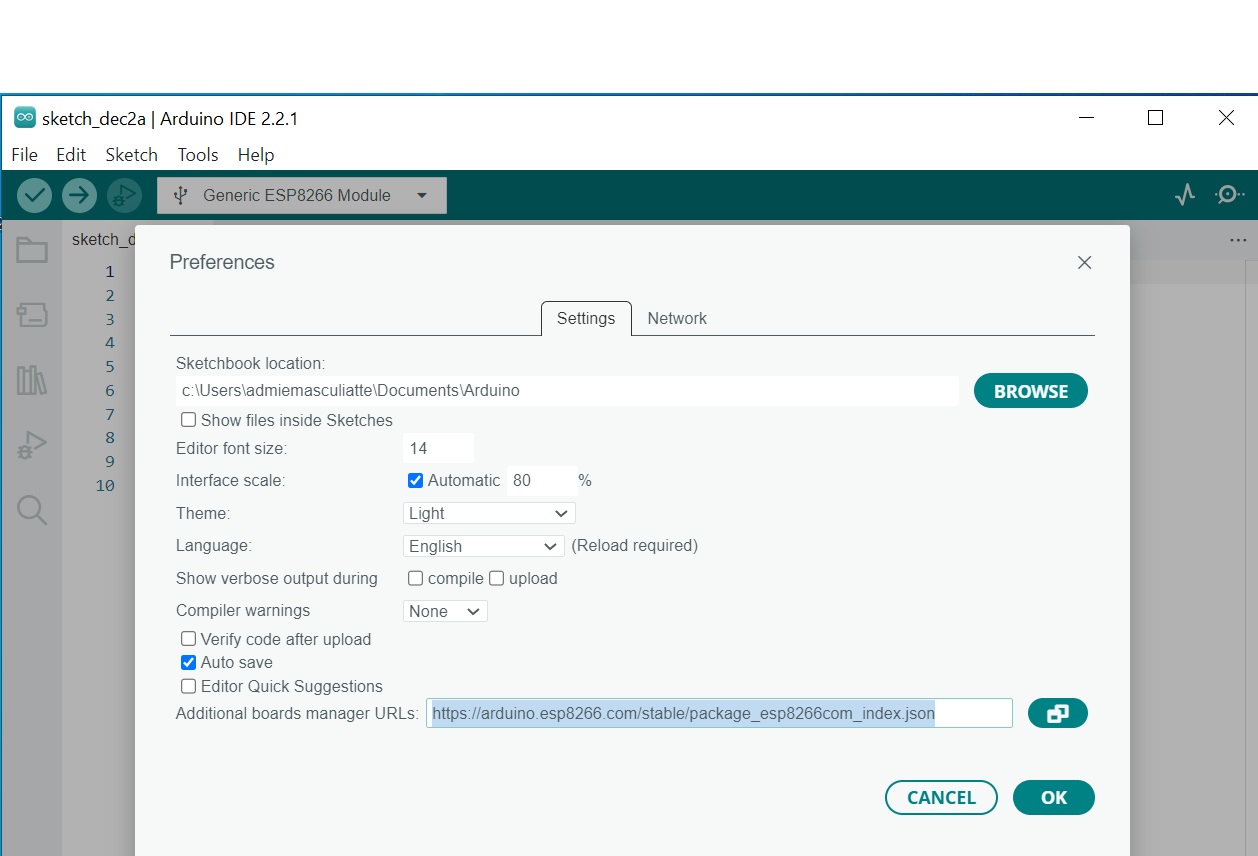 sketch_dec2a | Arduino IDE 2.2.1
File Edit Sketch Tools Help
Generic ESP8266 Module
sketch_d
Preferences
Settings Network
Sketchbook location:
c:\Users\admiemasculiatte\Documents\Arduino
BROWSE
Show files inside Sketches
Editor font size: 14
Interface scale: Automatic 80 %
Theme: Light
Language: English (Reload required)
Show verbose output during compile upload
Compiler warnings None
Verify code after upload
Auto save
Editor Quick Suggestions
Additional boards manager URLs: https://arduino.esp8266.com/stable/package_esp8266com_index.json
CANCEL OK
1
2
3
4
5
6
7
8
9
10